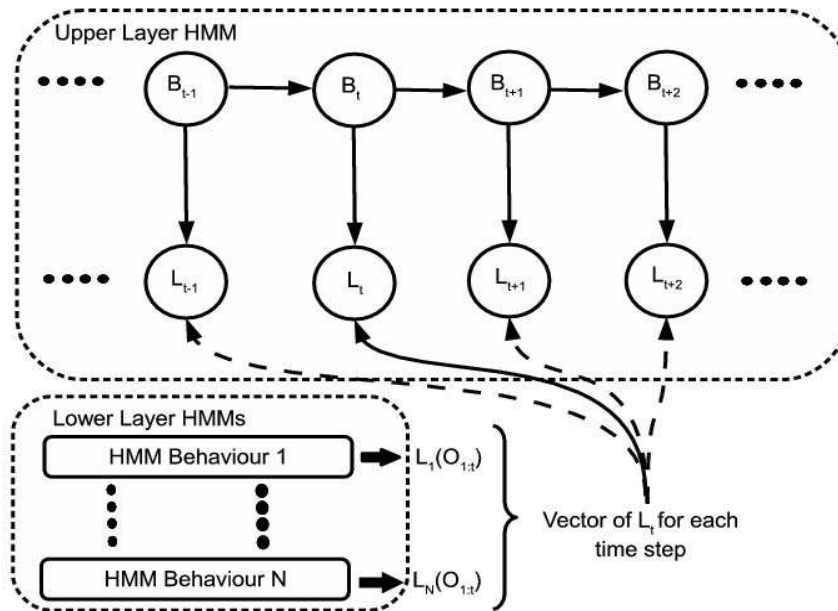 Upper Layer HMM
B_{t-1} B_t B_{t+1} B_{t+2}
L_{t-1} L_t L_{t+1} L_{t+2}
Lower Layer HMMs
HMM Behaviour 1
L_1(O_{1:t})
HMM Behaviour N
L_N(O_{1:t})
Vector of L_t for each
time step